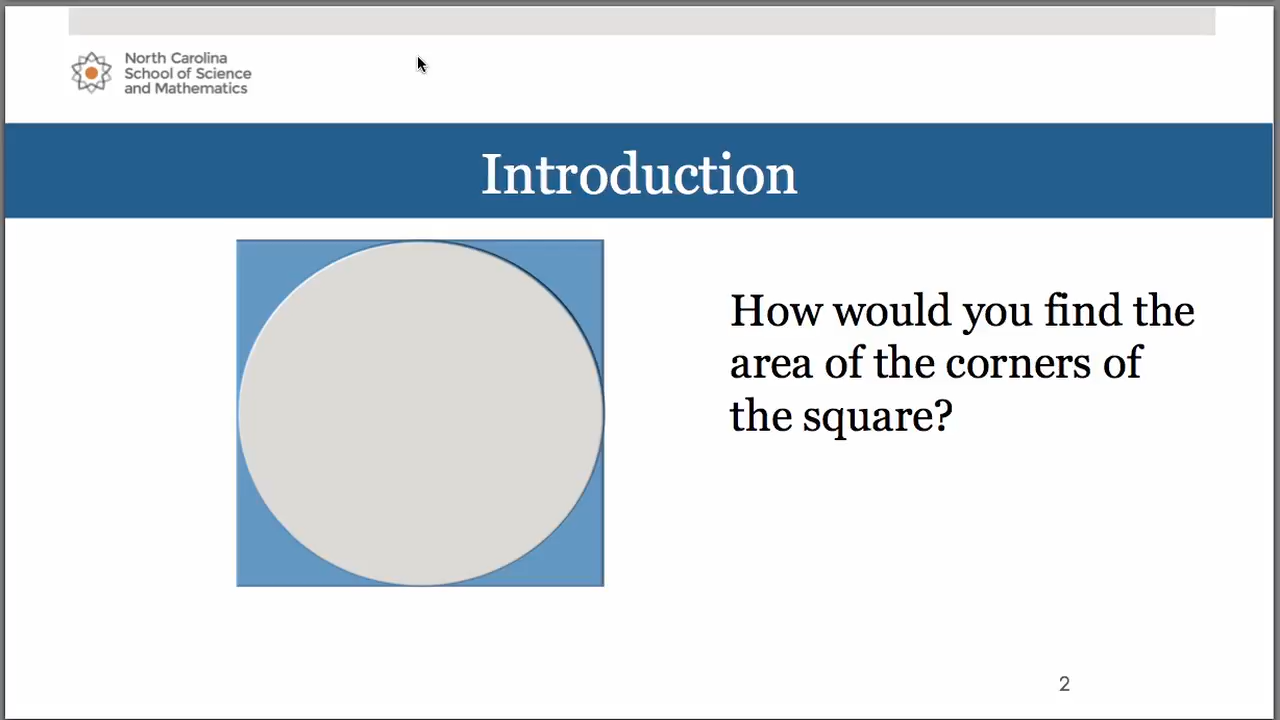 North Carolina
School of Science
and Mathematics
Introduction
How would you find the
area of the corners of
the square?
2